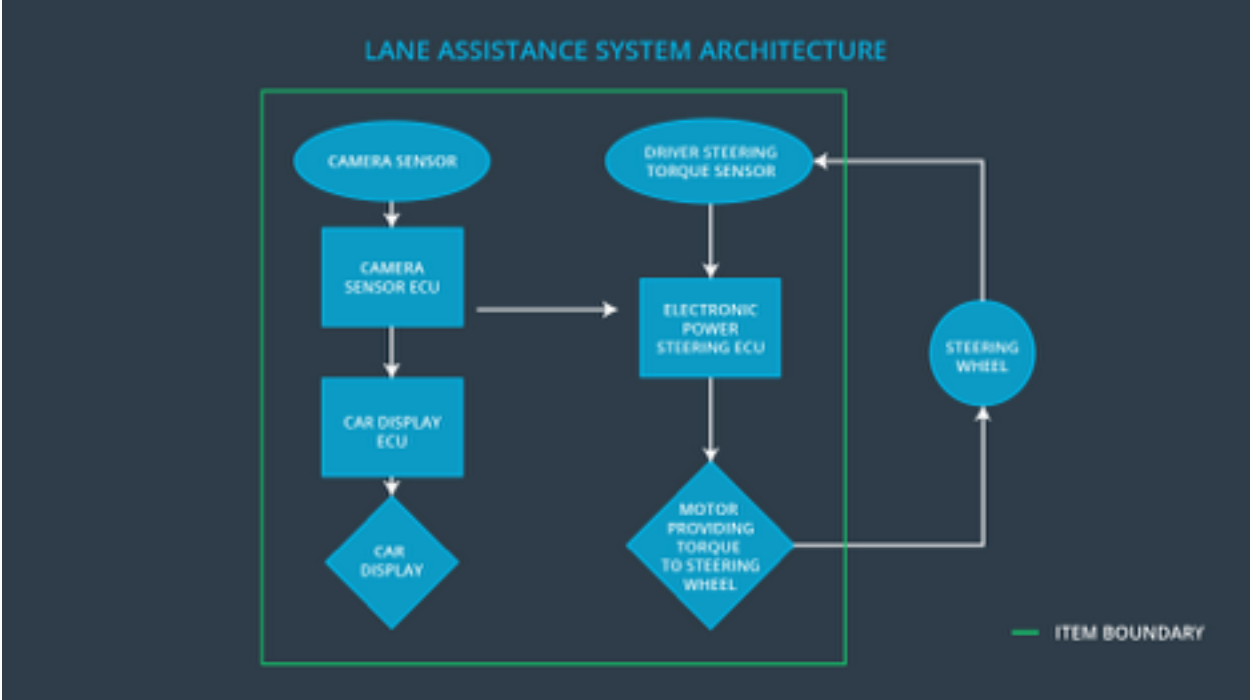 LANE ASSISTANCE SYSTEM ARCHITECTURE
CAMERA SENSOR
CAMERA
SENSOR ECU
CAR DISPLAY
ECU
CAR
DISPLAY
DRIVER STEERING
TORQUE SENSOR
ELECTRONIC
POWER
STEERING ECU
MOTOR
PROVIDING
TORQUE
TO STEERING
WHEEL
STEERING
WHEEL
ITEM BOUNDARY